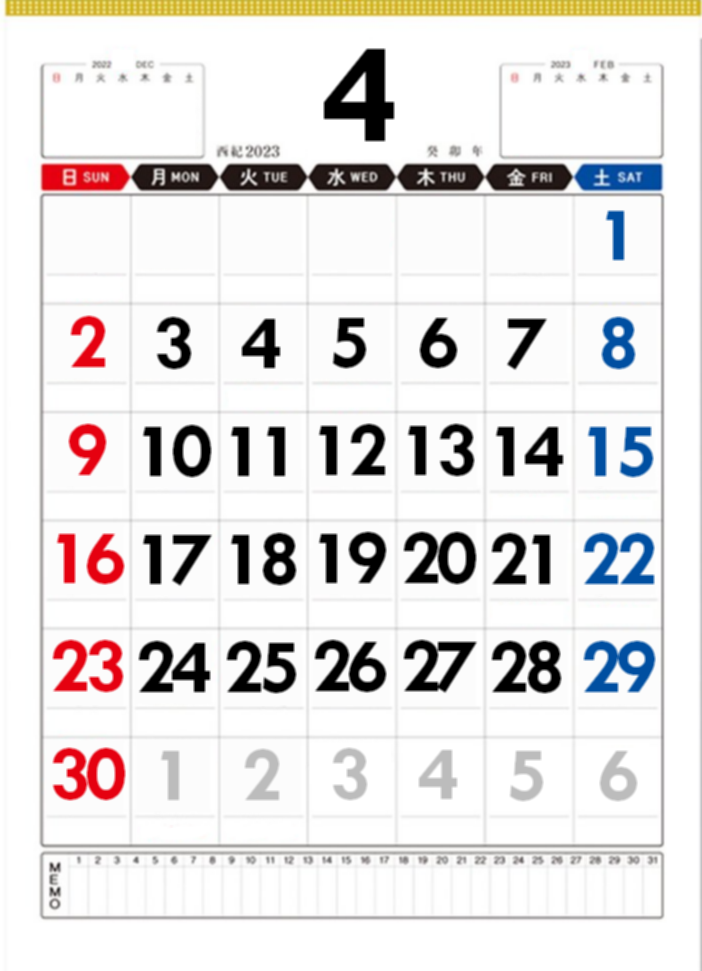 2022 DEC
日 月 火 水 木 金 土
4
2023 FEB
日 月 火 水 木 金 土
西紀2023
癸卯年
日 SUN 月 MON 火 TUE 水 WED 木 THU 金 FRI 土 SAT
1
2 3 4 5 6 7 8
9 10 11 12 13 14 15
16 17 18 19 20 21 22
23 24 25 26 27 28 29
30 1 2 3 4 5 6
MEMO
1 2 3 4 5 6 7 8 9 10 11 12 13 14 15 16 17 18 19 20 21 22 23 24 25 26 27 28 29 30 31